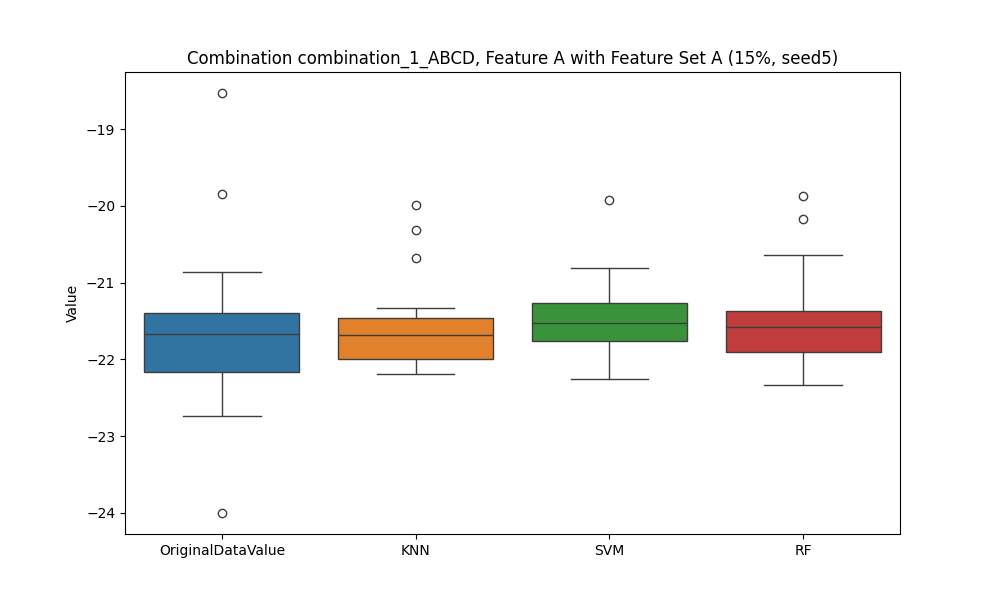 Combination combination_1_ABCD, Feature A with Feature Set A (15%, seed5)
Value
−19
−20
−21
−22
−23
−24
OriginalDataValue
KNN
SVM
RF